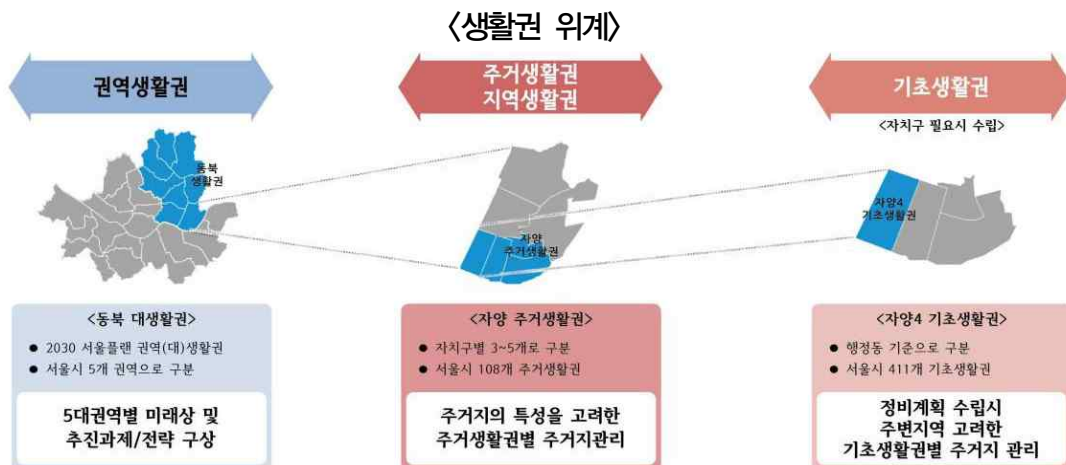 <생활권 위계>
권역생활권
동북
생활권
<동북 대생활권>
● 2030 서울플랜 권역(대)생활권
● 서울시 5개 권역으로 구분
5대권역별 미래상 및
추진과제/전략 구상
주거생활권
지역생활권
자양
주거생활권
<자양 주거생활권>
● 자치구별 3~5개로 구분
● 서울시 108개 주거생활권
주거지의 특성을 고려한
주거생활권별 주거지관리
기초생활권
<자치구 필요시 수립>
자양4
기초생활권
<자양4 기초생활권>
● 행정동 기준으로 구분
● 서울시 411개 기초생활권
정비계획 수립시
주변지역 고려한
기초생활권별 주거지 관리